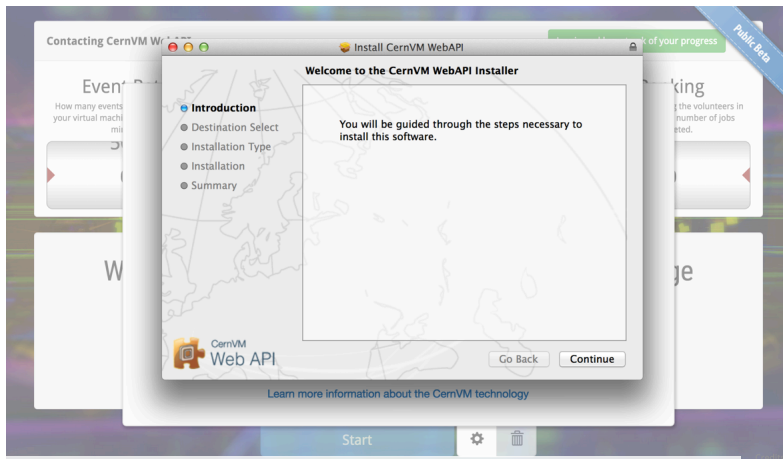 Public Beta
Contacting CernVM
Install CernVM WebAPI
of your progress
Welcome to the CernVM WebAPI Installer
Event
How many events
your virtual machi
Introduction
Destination Select
Installation Type
Installation
Summary
You will be guided through the steps necessary to
install this software.
the volunteers in
number of jobs
CernVM
Web API
Go Back
Continue
Learn more information about the CernVM technology
Start